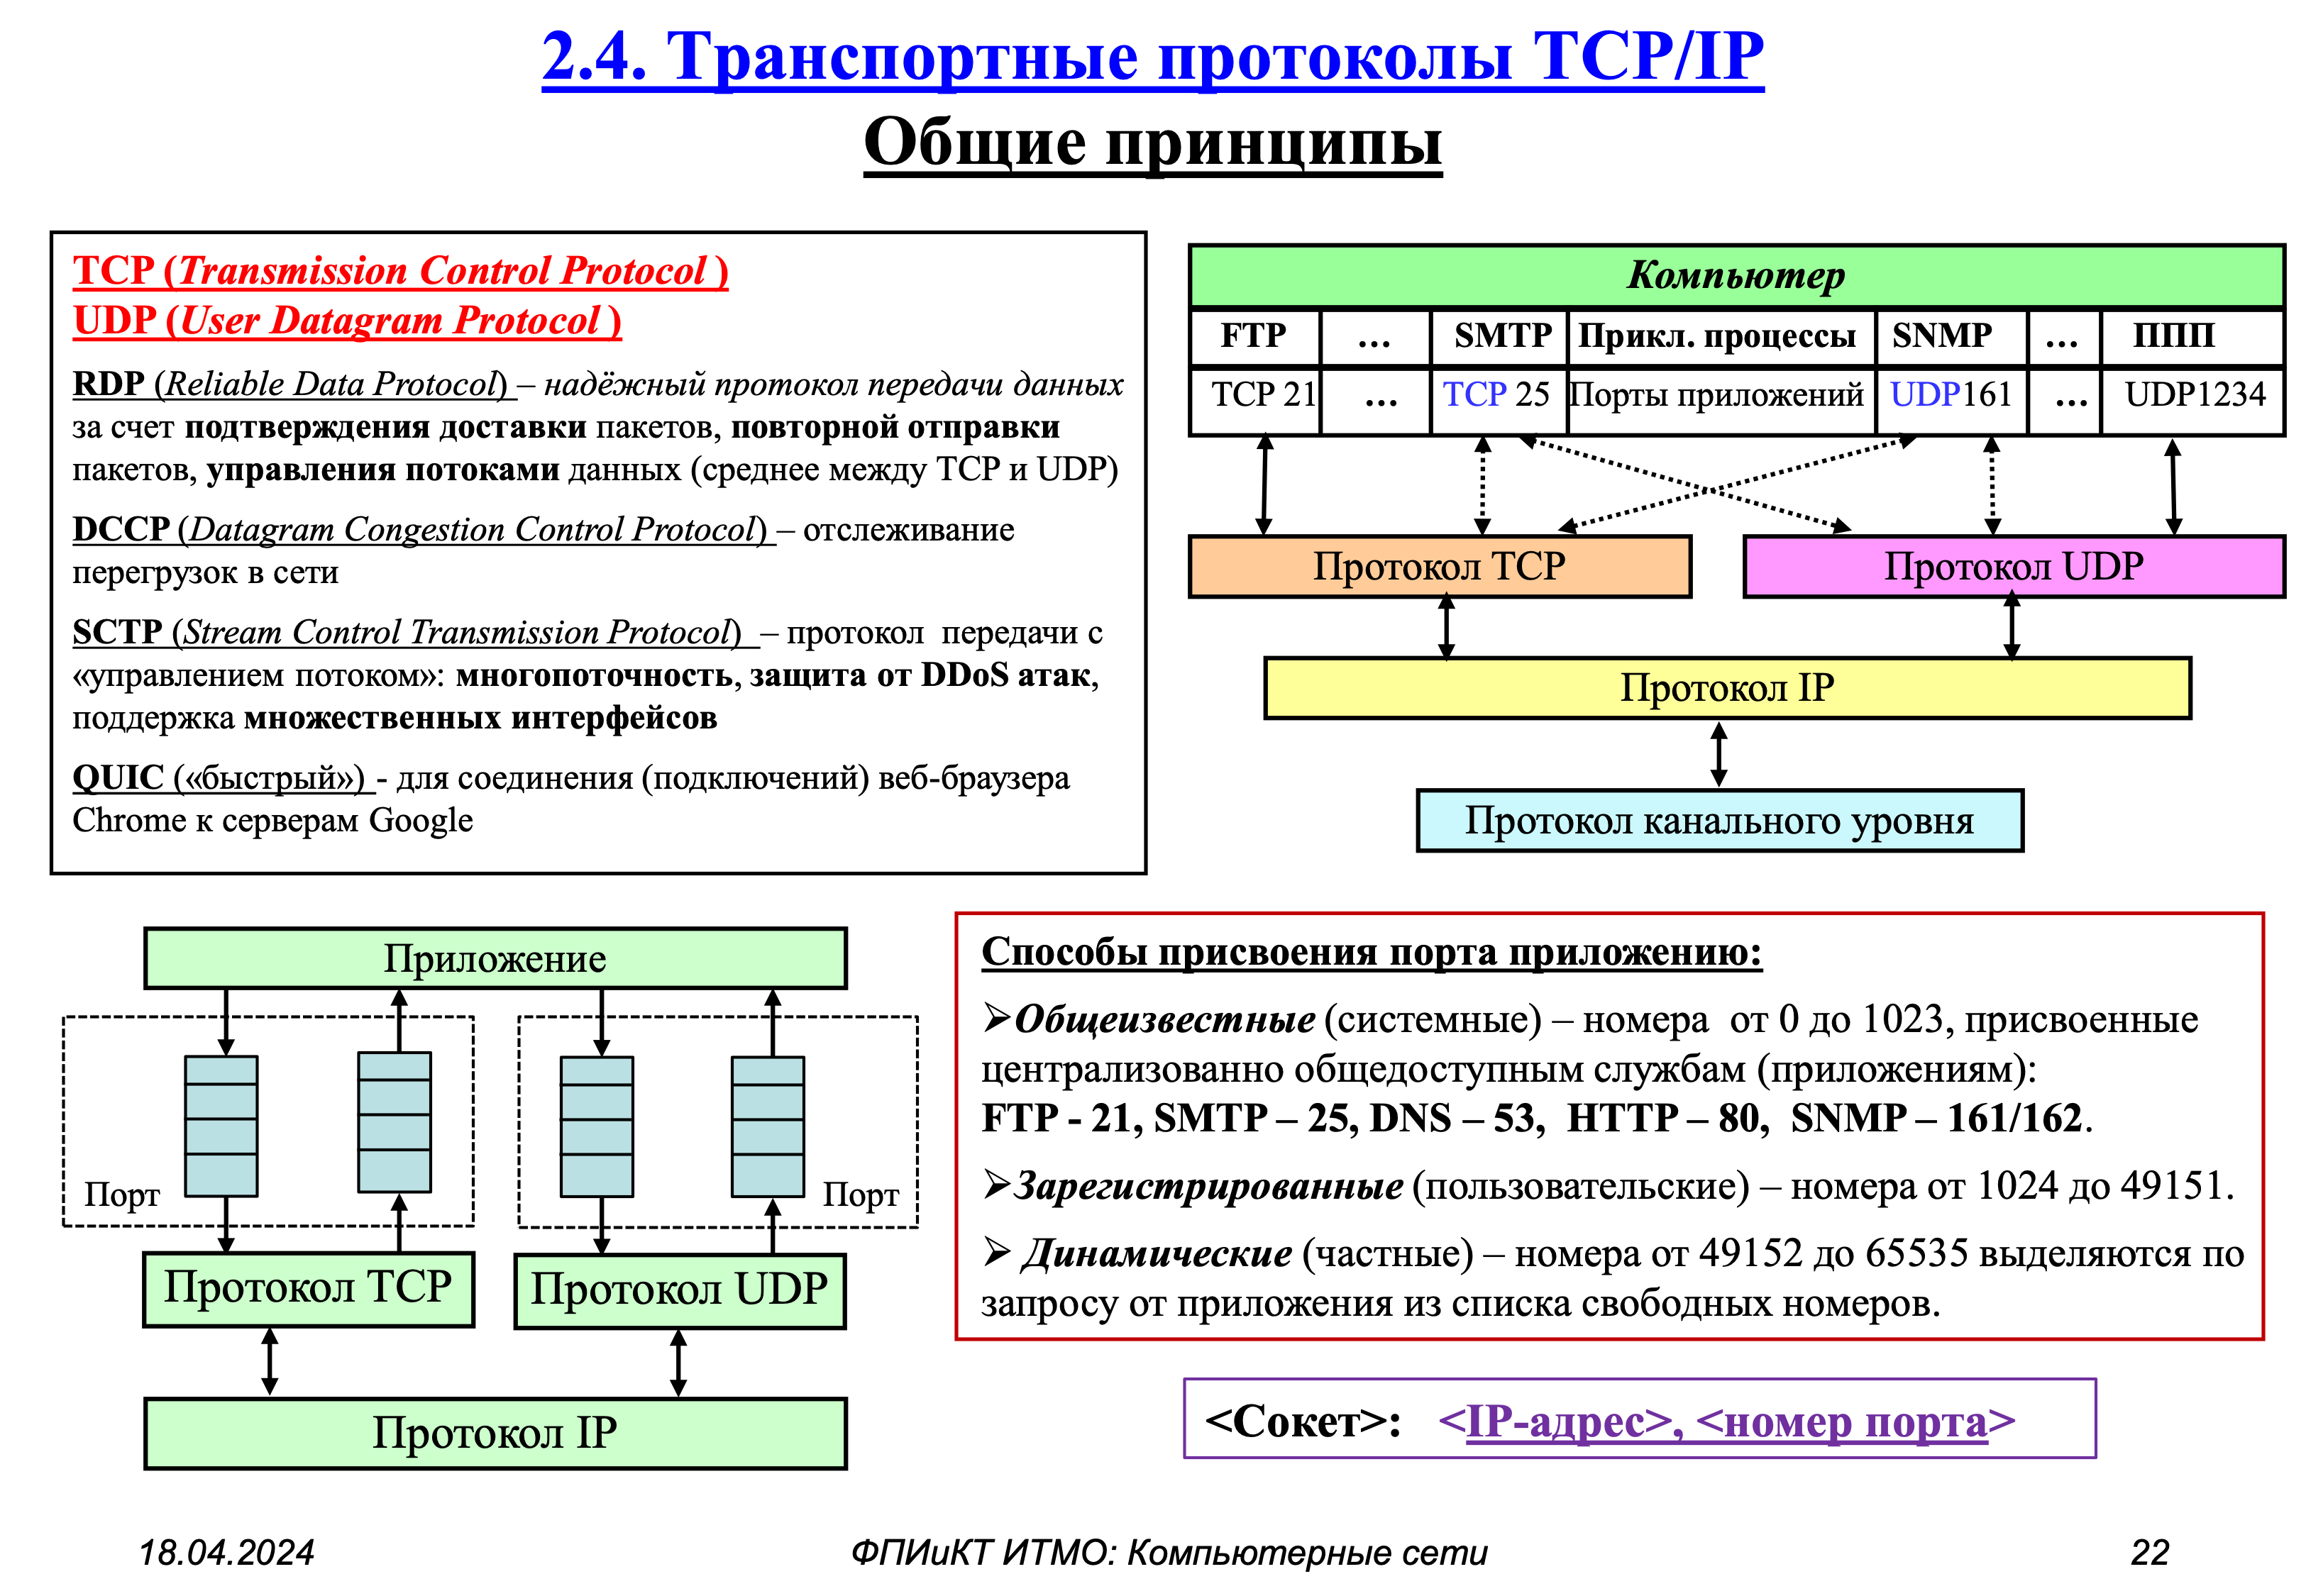 2.4. Транспортные протоколы TCP/IP
Общие принципы
TCP (Transmission Control Protocol )
UDP (User Datagram Protocol )
RDP (Reliable Data Protocol) – надёжный протокол передачи данных
за счет подтверждения доставки пакетов, повторной отправки
пакетов, управления потоками данных (среднее между TCP и UDP)
DCCP (Datagram Congestion Control Protocol) – отслеживание
перегрузок в сети
SCTP (Stream Control Transmission Protocol) – протокол передачи с
«управлением потоком»: многопоточность, защита от DDoS атак,
поддержка множественных интерфейсов
QUIC («быстрый») - для соединения (подключений) веб-браузера
Chrome к серверам Google
Компьютер
FTP ... SMTP Прикл. процессы SNMP ... ППП
TCP 21 ... TCP 25 Порты приложений UDP161 ... UDP1234
Протокол TCP Протокол UDP
Протокол IP
Протокол канального уровня
Приложение
Порт Порт
Протокол TCP Протокол UDP
Протокол IP
Способы присвоения порта приложению:
➢Общеизвестные (системные) – номера от 0 до 1023, присвоенные
централизованно общедоступным службам (приложениям):
FTP - 21, SMTP – 25, DNS – 53, HTTP – 80, SNMP – 161/162.
➢Зарегистрированные (пользовательские) – номера от 1024 до 49151.
➢ Динамические (частные) – номера от 49152 до 65535 выделяются по
запросу от приложения из списка свободных номеров.
<Сокет>: <IP-адрес>, <номер порта>
18.04.2024 ФПИиКТ ИТМО: Компьютерные сети 22